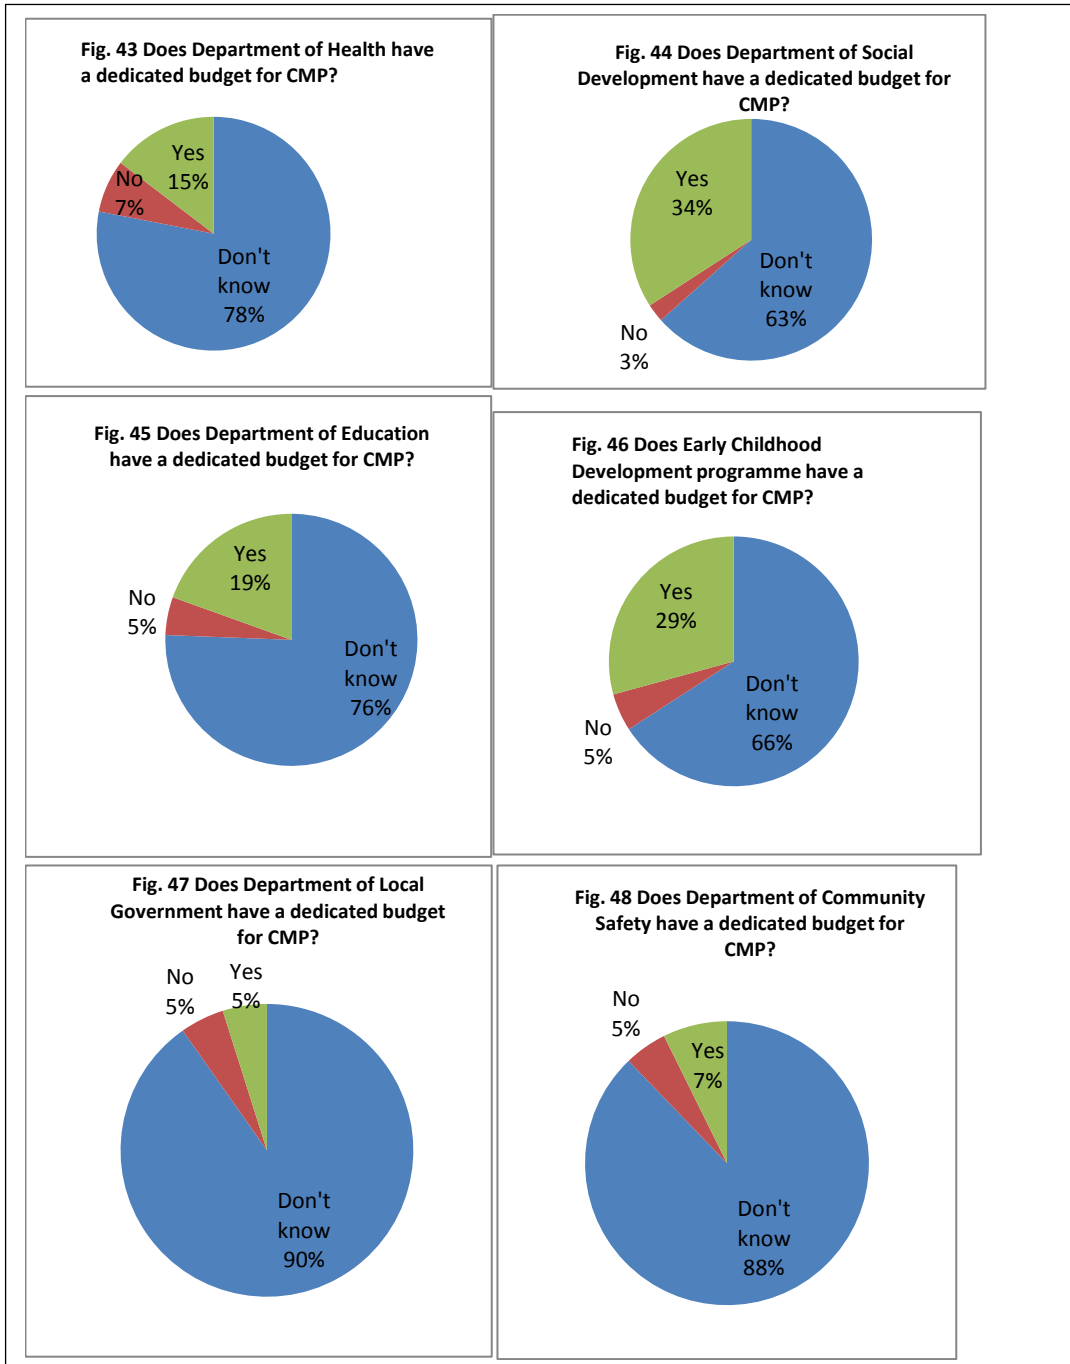 Fig. 43 Does Department of Health have
a dedicated budget for CMP?
Yes
15%
No
7%
Don't
know
78%
Fig. 44 Does Department of Social
Development have a dedicated budget for
CMP?
Yes
34%
Don't
know
63%
No
3%
Fig. 45 Does Department of Education
have a dedicated budget for CMP?
Yes
19%
No
5%
Don't
know
76%
Fig. 46 Does Early Childhood
Development programme have a
dedicated budget for CMP?
Yes
29%
Don't
know
66%
No
5%
Fig. 47 Does Department of Local
Government have a dedicated budget
for CMP?
No
5%
Yes
5%
Don't
know
90%
Fig. 48 Does Department of Community
Safety have a dedicated budget for
CMP?
No
5%
Yes
7%
Don't
know
88%